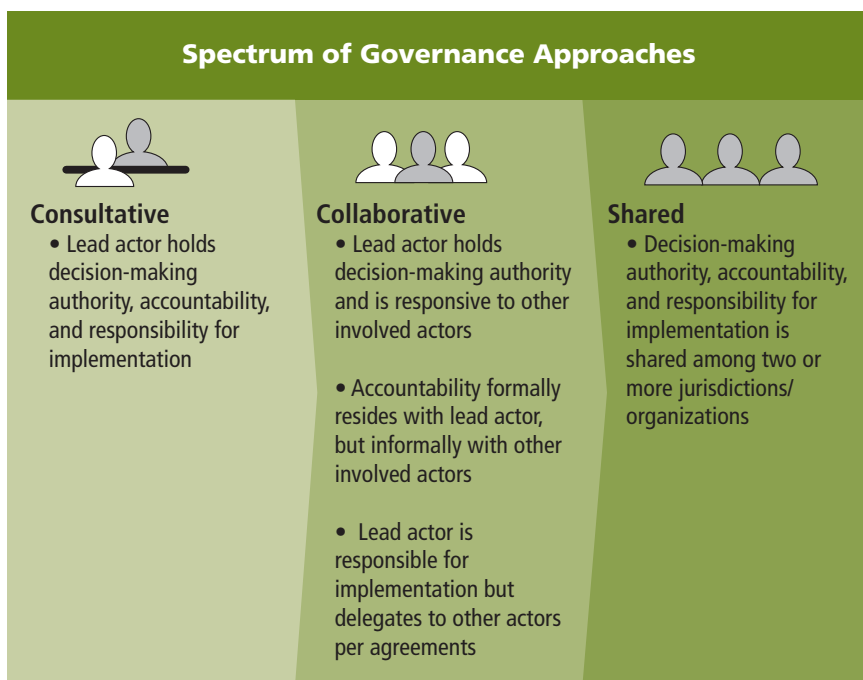 Spectrum of Governance Approaches
Consultative
• Lead actor holds
decision-making
authority, accountability,
and responsibility for
implementation
Collaborative
• Lead actor holds
decision-making authority
and is responsive to other
involved actors
• Accountability formally
resides with lead actor,
but informally with other
involved actors
• Lead actor is
responsible for
implementation but
delegates to other actors
per agreements
Shared
• Decision-making
authority, accountability,
and responsibility for
implementation is
shared among two or
more jurisdictions/
organizations